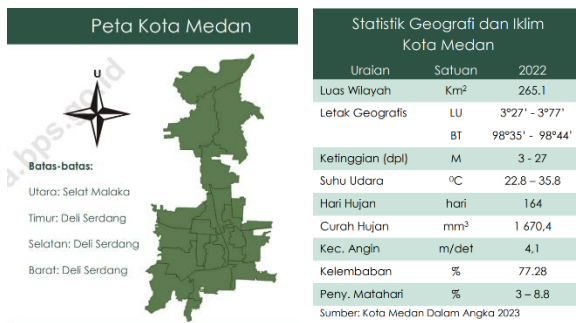 Peta Kota Medan
U
a.bps.go.id
Batas-batas:
Utara: Selat Malaka
Timur: Deli Serdang
Selatan: Deli Serdang
Barat: Deli Serdang
Statistik Geografi dan Iklim
Kota Medan
Uraian Satuan 2022
Luas Wilayah Km² 265.1
Letak Geografis LU 3°27' - 3°77'
BT 98°35' - 98°44'
Ketinggian (dpl) M 3 - 27
Suhu Udara ⁰C 22.8 – 35.8
Hari Hujan hari 164
Curah Hujan mm³ 1 670,4
Kec. Angin m/det 4,1
Kelembaban % 77.28
Peny. Matahari % 3 – 8.8
Sumber: Kota Medan Dalam Angka 2023